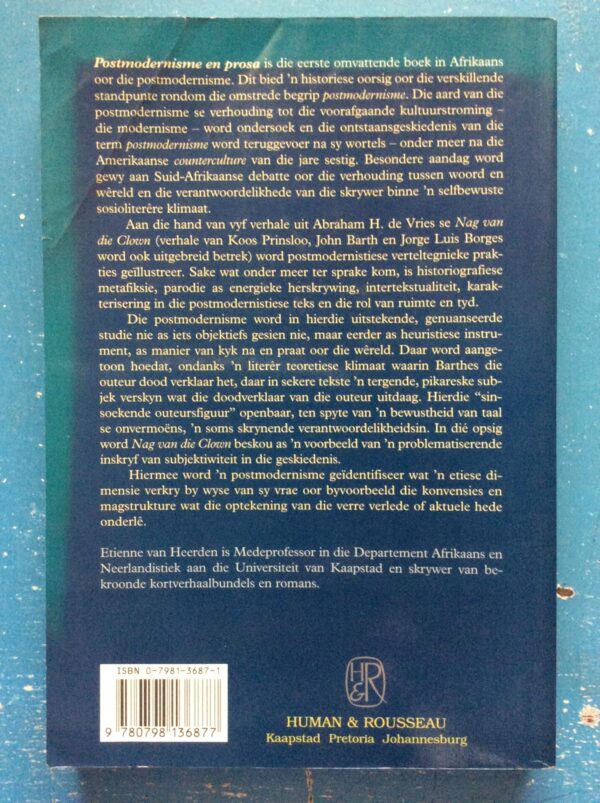 Postmodernisme en prosa is die eerste omvattende boek in Afrikaans
oor die postmodernisme. Dit bied 'n historiese oorsig oor die verskillende
standpunte rondom die omstrede begrip postmodernisme. Die aard van die
postmodernisme se verhouding tot die voorafgaande kultuurstroming –
die modernisme – word ondersoek en die ontstaansgeskiedenis van die
term postmodernisme word teruggevoer na sy wortels – onder meer na die
Amerikaanse counterculture van die jare sestig. Besondere aandag word
gewy aan Suid-Afrikaanse debatte oor die verhouding tussen woord en
wêreld en die verantwoordelikhede van die skrywer binne 'n selfbewuste
sosioliterêre klimaat.
Aan die hand van vyf verhale uit Abraham H. de Vries se Nag van
die Clown (verhale van Koos Prinsloo, John Barth en Jorge Luis Borges
word ook uitgebreid betrek) word postmodernistiese verteltegnieke prak-
ties geïllustreer. Sake wat onder meer ter sprake kom, is historiografiese
metafiksie, parodie as energieke herskrywing, intertekstualiteit, karak-
terisering in die postmodernistiese teks en die rol van ruimte en tyd.
Die postmodernisme word in hierdie uitstekende, genuanseerde
studie nie as iets objektiefs gesien nie, maar eerder as heuristiese instru-
ment, as manier van kyk na en praat oor die wêreld. Daar word aange-
toon hoedat, ondanks 'n literêr teoretiese klimaat waarin Barthes die
outeur dood verklaar het, daar in sekere tekste 'n tergende, pikareske sub-
jek verskyn wat die doodverklaar van die outeur uitdaag. Hierdie "sin-
soekende outeursfiguur" openbaar, ten spyte van 'n bewustheid van taal
se onvermoëns, 'n soms skrynende verantwoordelikheidsin. In dié opsig
word Nag van die Clown beskou as 'n voorbeeld van 'n problematiserende
inskryf van subjektiwiteit in die geskiedenis.
Hiermee word 'n postmodernisme geïdentifiseer wat 'n etiese di-
mensie verkry by wyse van sy vrae oor byvoorbeeld die konvensies en
magstrukture wat die optekening van die verre verlede of aktuele hede
onderlê.
Etienne van Heerden is Medeprofessor in die Departement Afrikaans en
Neerlandistiek aan die Universiteit van Kaapstad en skrywer van be-
kroonde kortverhaalbundels en romans.
ISBN 0-7981-3687-1
9 780798 136877
H&R
HUMAN & ROUSSEAU
Kaapstad Pretoria Johannesburg